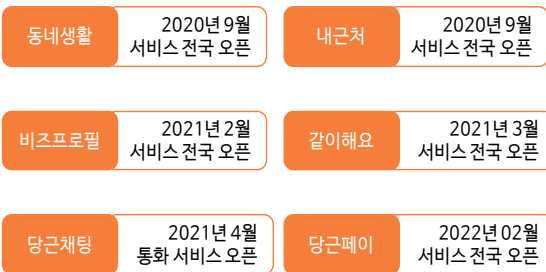 동네생활
2020년 9월
서비스 전국 오픈
내근처
2020년 9월
서비스 전국 오픈
비즈프로필
2021년 2월
서비스 전국 오픈
같이해요
2021년 3월
서비스 전국 오픈
당근채팅
2021년 4월
통화 서비스 오픈
당근페이
2022년 02월
서비스 전국 오픈